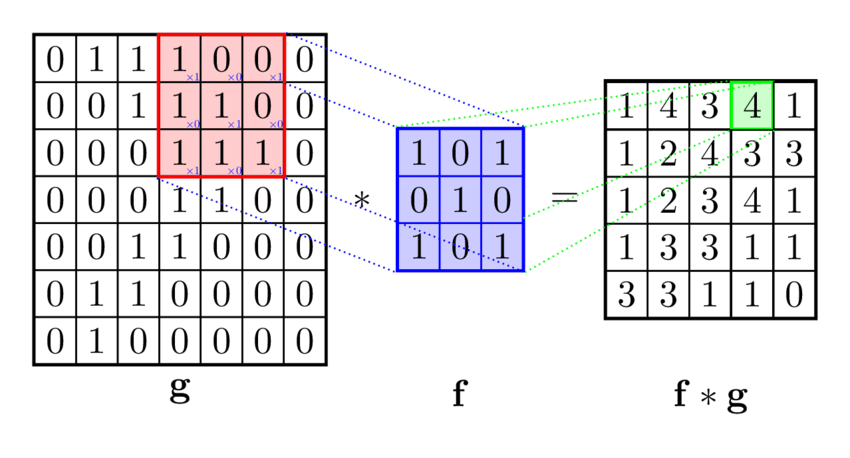 0 1 1 1 ×1 0 ×0 0 ×1 0
0 0 1 1 ×0 1 ×1 0 ×0 0
0 0 0 1 ×1 1 ×0 1 ×1 0
0 0 0 1 1 0 0
0 0 1 1 0 0 0
0 1 1 0 0 0 0
0 1 0 0 0 0 0
g
*
1 0 1
0 1 0
1 0 1
f
=
1 4 3 4 1
1 2 4 3 3
1 2 3 4 1
1 3 3 1 1
3 3 1 1 0
f * g